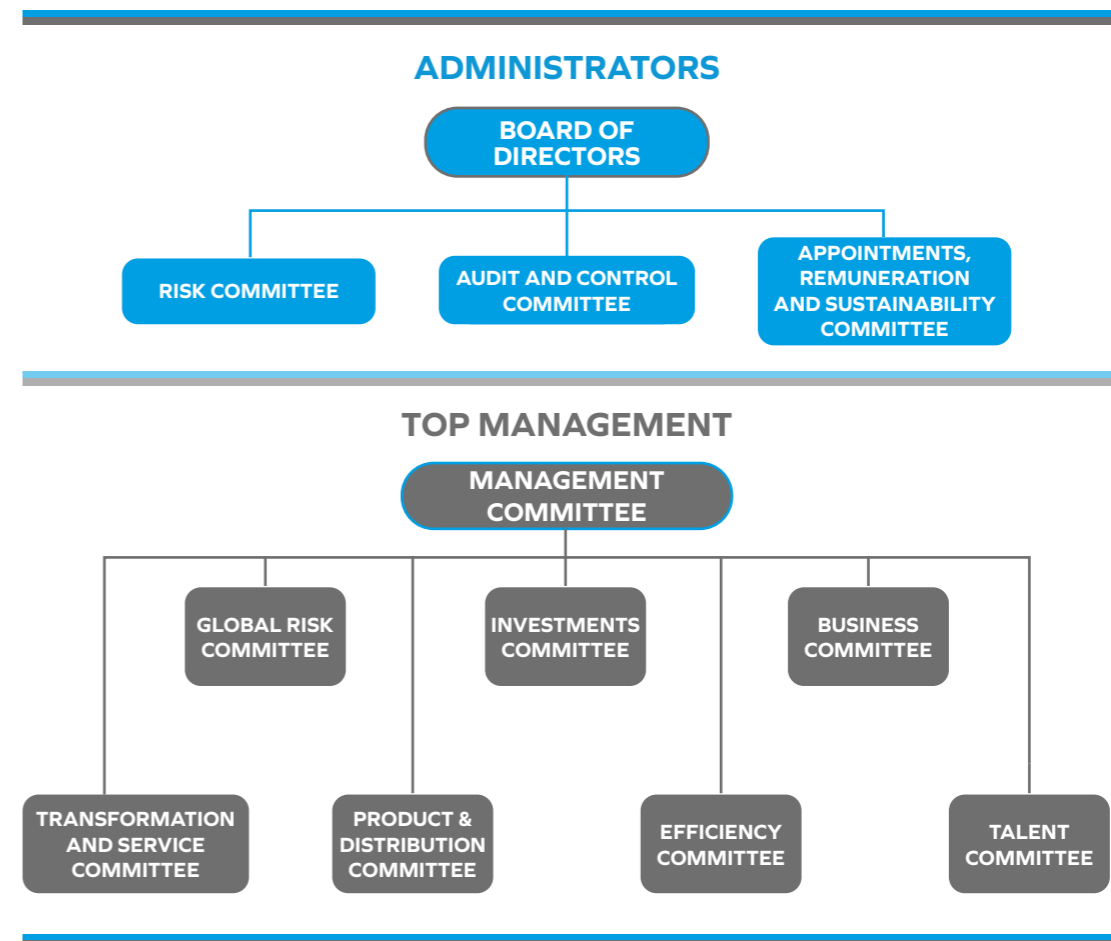 ADMINISTRATORS
BOARD OF
DIRECTORS
RISK COMMITTEE
AUDIT AND CONTROL
COMMITTEE
APPOINTMENTS,
REMUNERATION
AND SUSTAINABILITY
COMMITTEE
TOP MANAGEMENT
MANAGEMENT
COMMITTEE
GLOBAL RISK
COMMITTEE
INVESTMENTS
COMMITTEE
BUSINESS
COMMITTEE
TRANSFORMATION
AND SERVICE
COMMITTEE
PRODUCT &
DISTRIBUTION
COMMITTEE
EFFICIENCY
COMMITTEE
TALENT
COMMITTEE